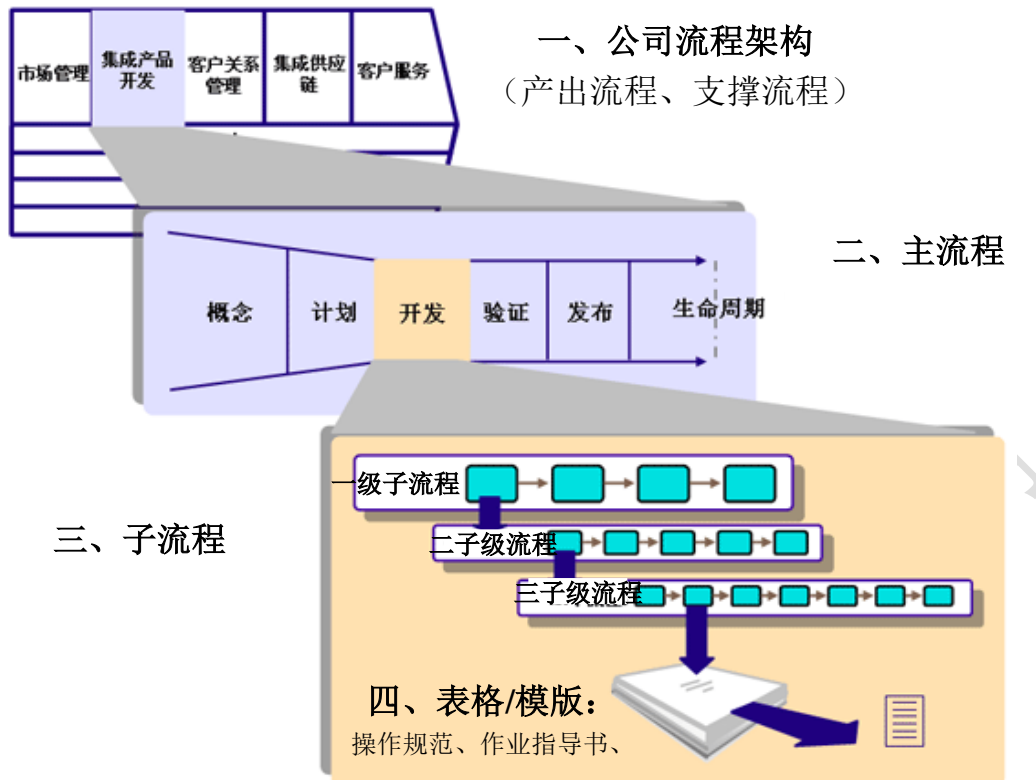 一、公司流程架构
（产出流程、支撑流程）
市场管理
集成产品
开发
客户关系
管理
集成供应
链
客户服务
二、主流程
概念
计划
开发
验证
发布
生命周期
三、子流程
一级子流程
二子级流程
三子级流程
四、表格/模版：
操作规范、作业指导书、